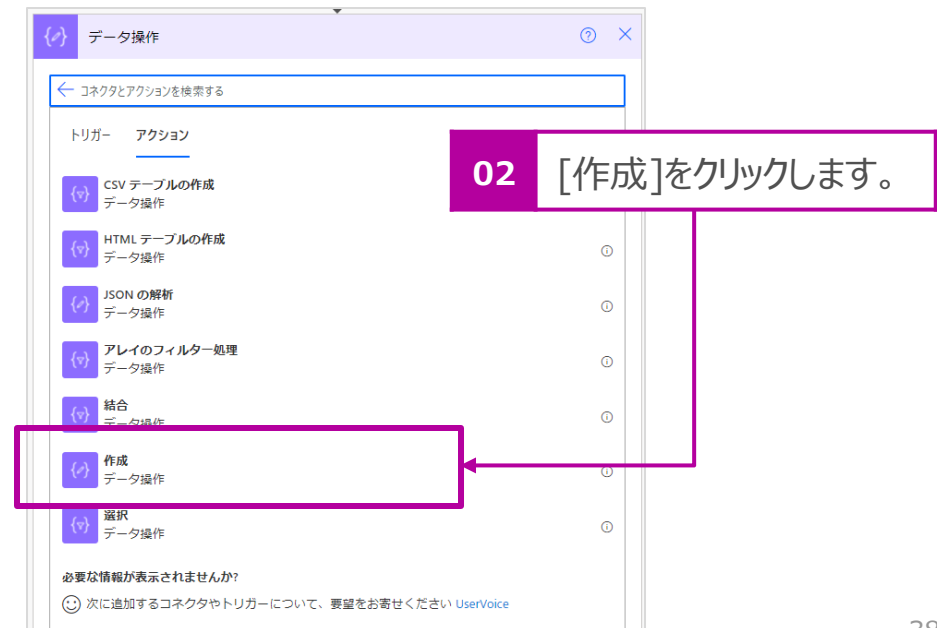 データ操作
コネクタとアクションを検索する
トリガー アクション
CSV テーブルの作成
データ操作
02 [作成]をクリックします。
HTML テーブルの作成
データ操作
JSON の解析
データ操作
アレイのフィルター処理
データ操作
結合
データ操作
作成
データ操作
選択
データ操作
必要な情報が表示されませんか?
次に追加するコネクタやトリガーについて、要望をお寄せください UserVoice